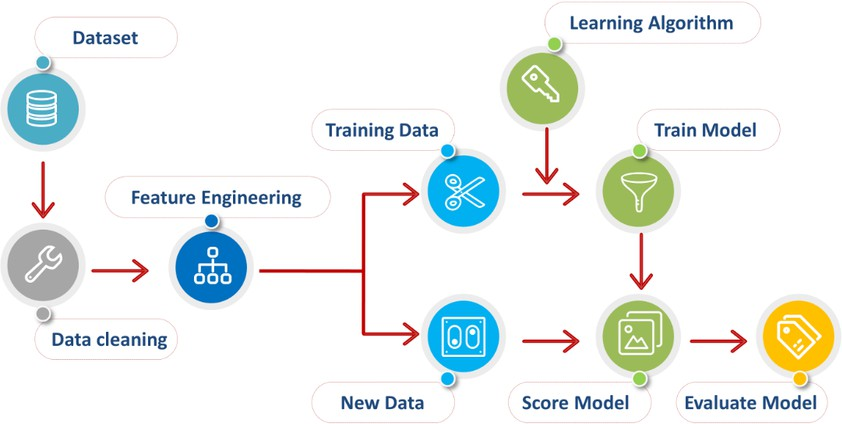 Dataset
Learning Algorithm
Training Data
Train Model
Feature Engineering
Data cleaning
New Data
Score Model
Evaluate Model